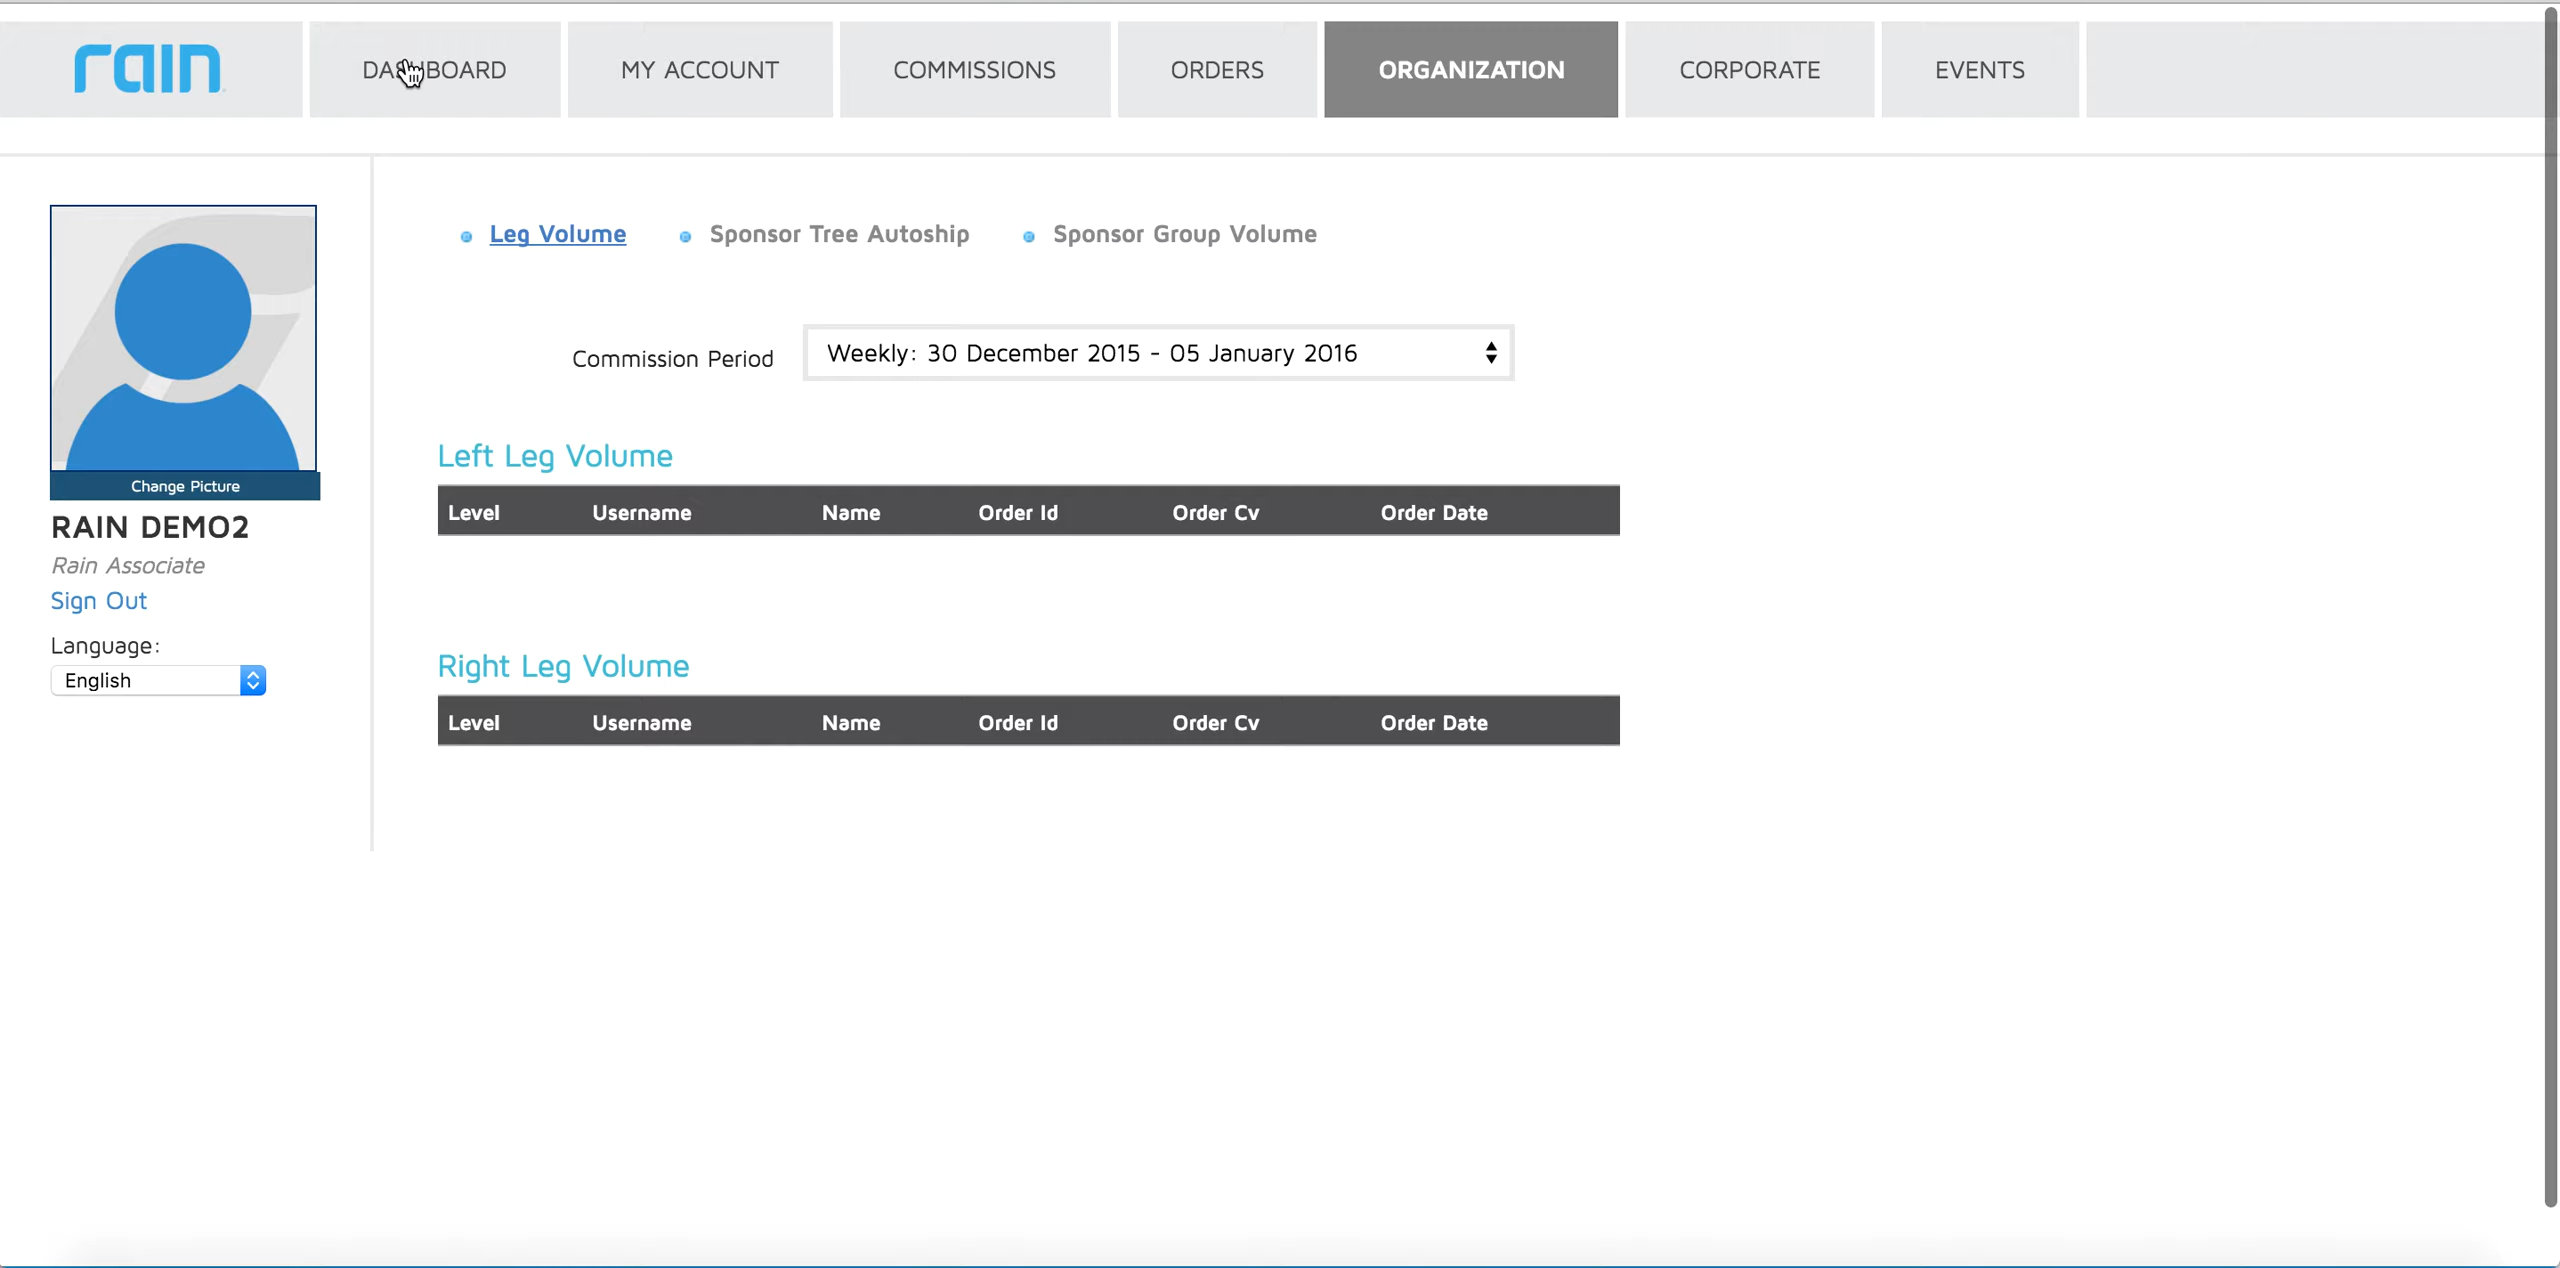 rain
DASHBOARD
MY ACCOUNT
COMMISSIONS
ORDERS
ORGANIZATION
CORPORATE
EVENTS
Change Picture
RAIN DEMO2
Rain Associate
Sign Out
Language:
English
Leg Volume
Sponsor Tree Autoship
Sponsor Group Volume
Commission Period
Weekly: 30 December 2015 - 05 January 2016
Left Leg Volume
Level Username Name Order Id Order Cv Order Date
Right Leg Volume
Level Username Name Order Id Order Cv Order Date